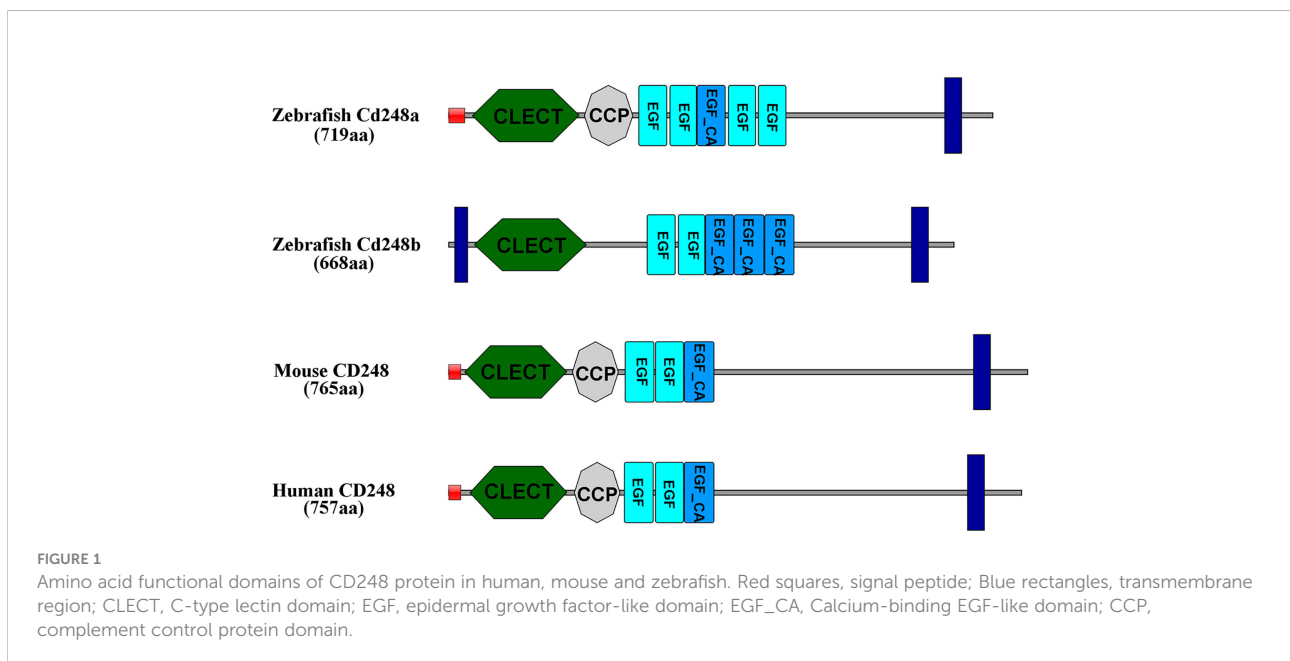 Zebrafish Cd248a
(719aa)
CLECT
CCP
EGF
EGF
EGF_CA
EGF
EGF
Zebrafish Cd248b
(668aa)
CLECT
EGF
EGF
EGF_CA
EGF_CA
EGF_CA
Mouse CD248
(765aa)
CLECT
CCP
EGF
EGF
EGF_CA
Human CD248
(757aa)
CLECT
CCP
EGF
EGF
EGF_CA
FIGURE 1
Amino acid functional domains of CD248 protein in human, mouse and zebrafish. Red squares, signal peptide; Blue rectangles, transmembrane
region; CLECT, C-type lectin domain; EGF, epidermal growth factor-like domain; EGF_CA, Calcium-binding EGF-like domain; CCP,
complement control protein domain.